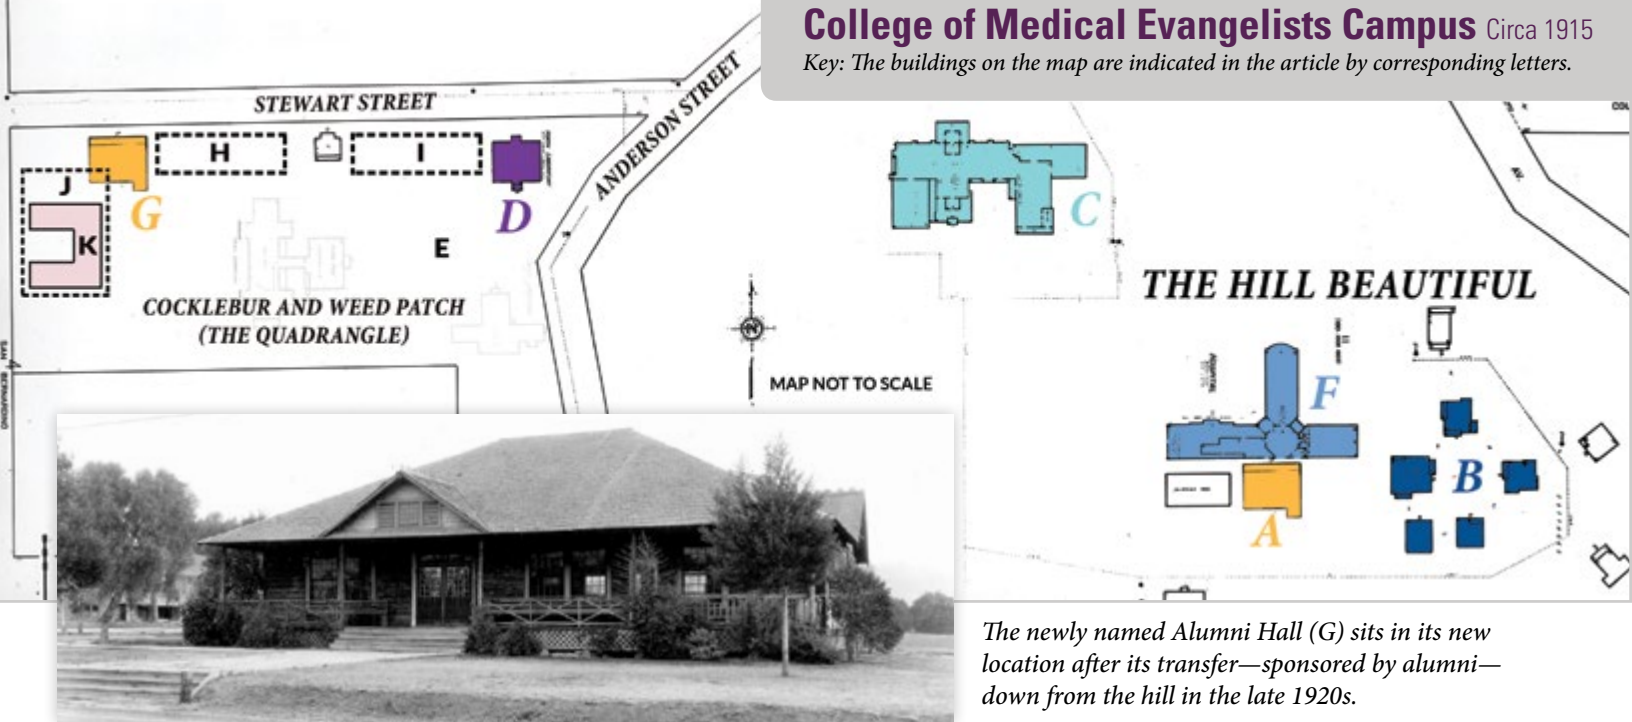 College of Medical Evangelists Campus Circa 1915
Key: The buildings on the map are indicated in the article by corresponding letters.
STEWART STREET
ANDERSON STREET
H
I
J
G
D
K
E
C
COCKLEBUR AND WEED PATCH
(THE QUADRANGLE)
THE HILL BEAUTIFUL
N
MAP NOT TO SCALE
SAN BERNARDINO
AV.
F
B
A
The newly named Alumni Hall (G) sits in its new
location after its transfer—sponsored by alumni—
down from the hill in the late 1920s.